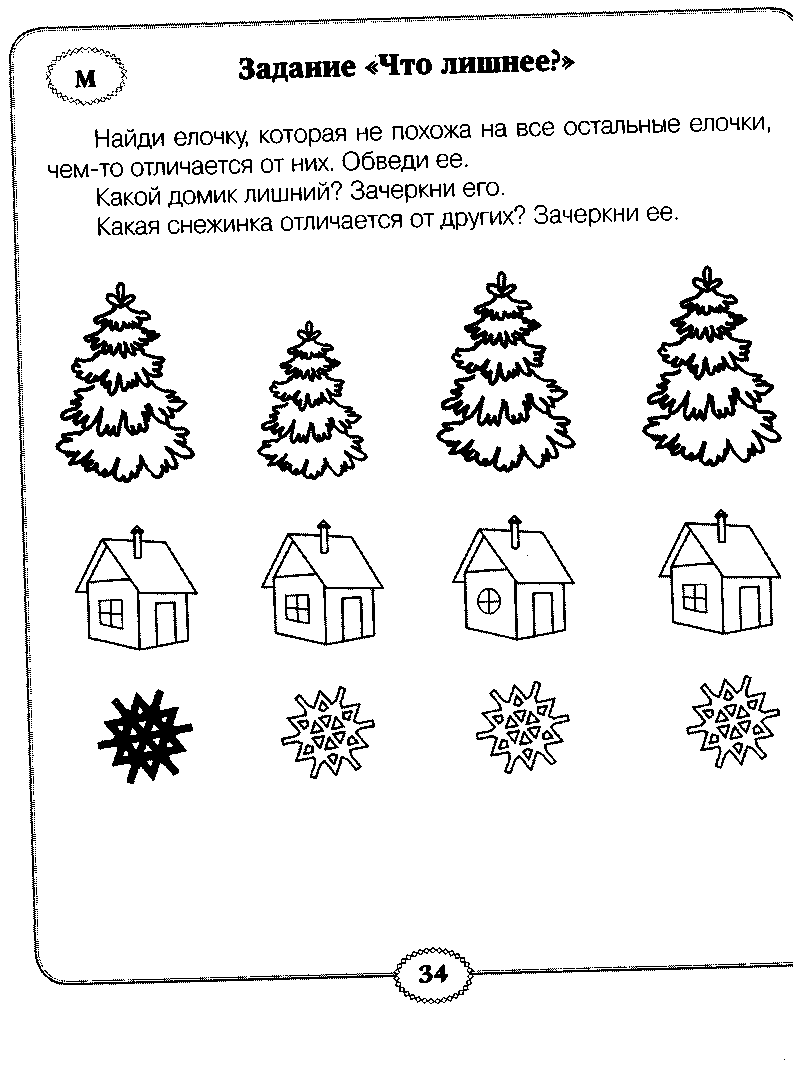 М
Задание «Что лишнее?»
Найди елочку, которая не похожа на все остальные елочки,
чем-то отличается от них. Обведи ее.
Какой домик лишний? Зачеркни его.
Какая снежинка отличается от других? Зачеркни ее.
34